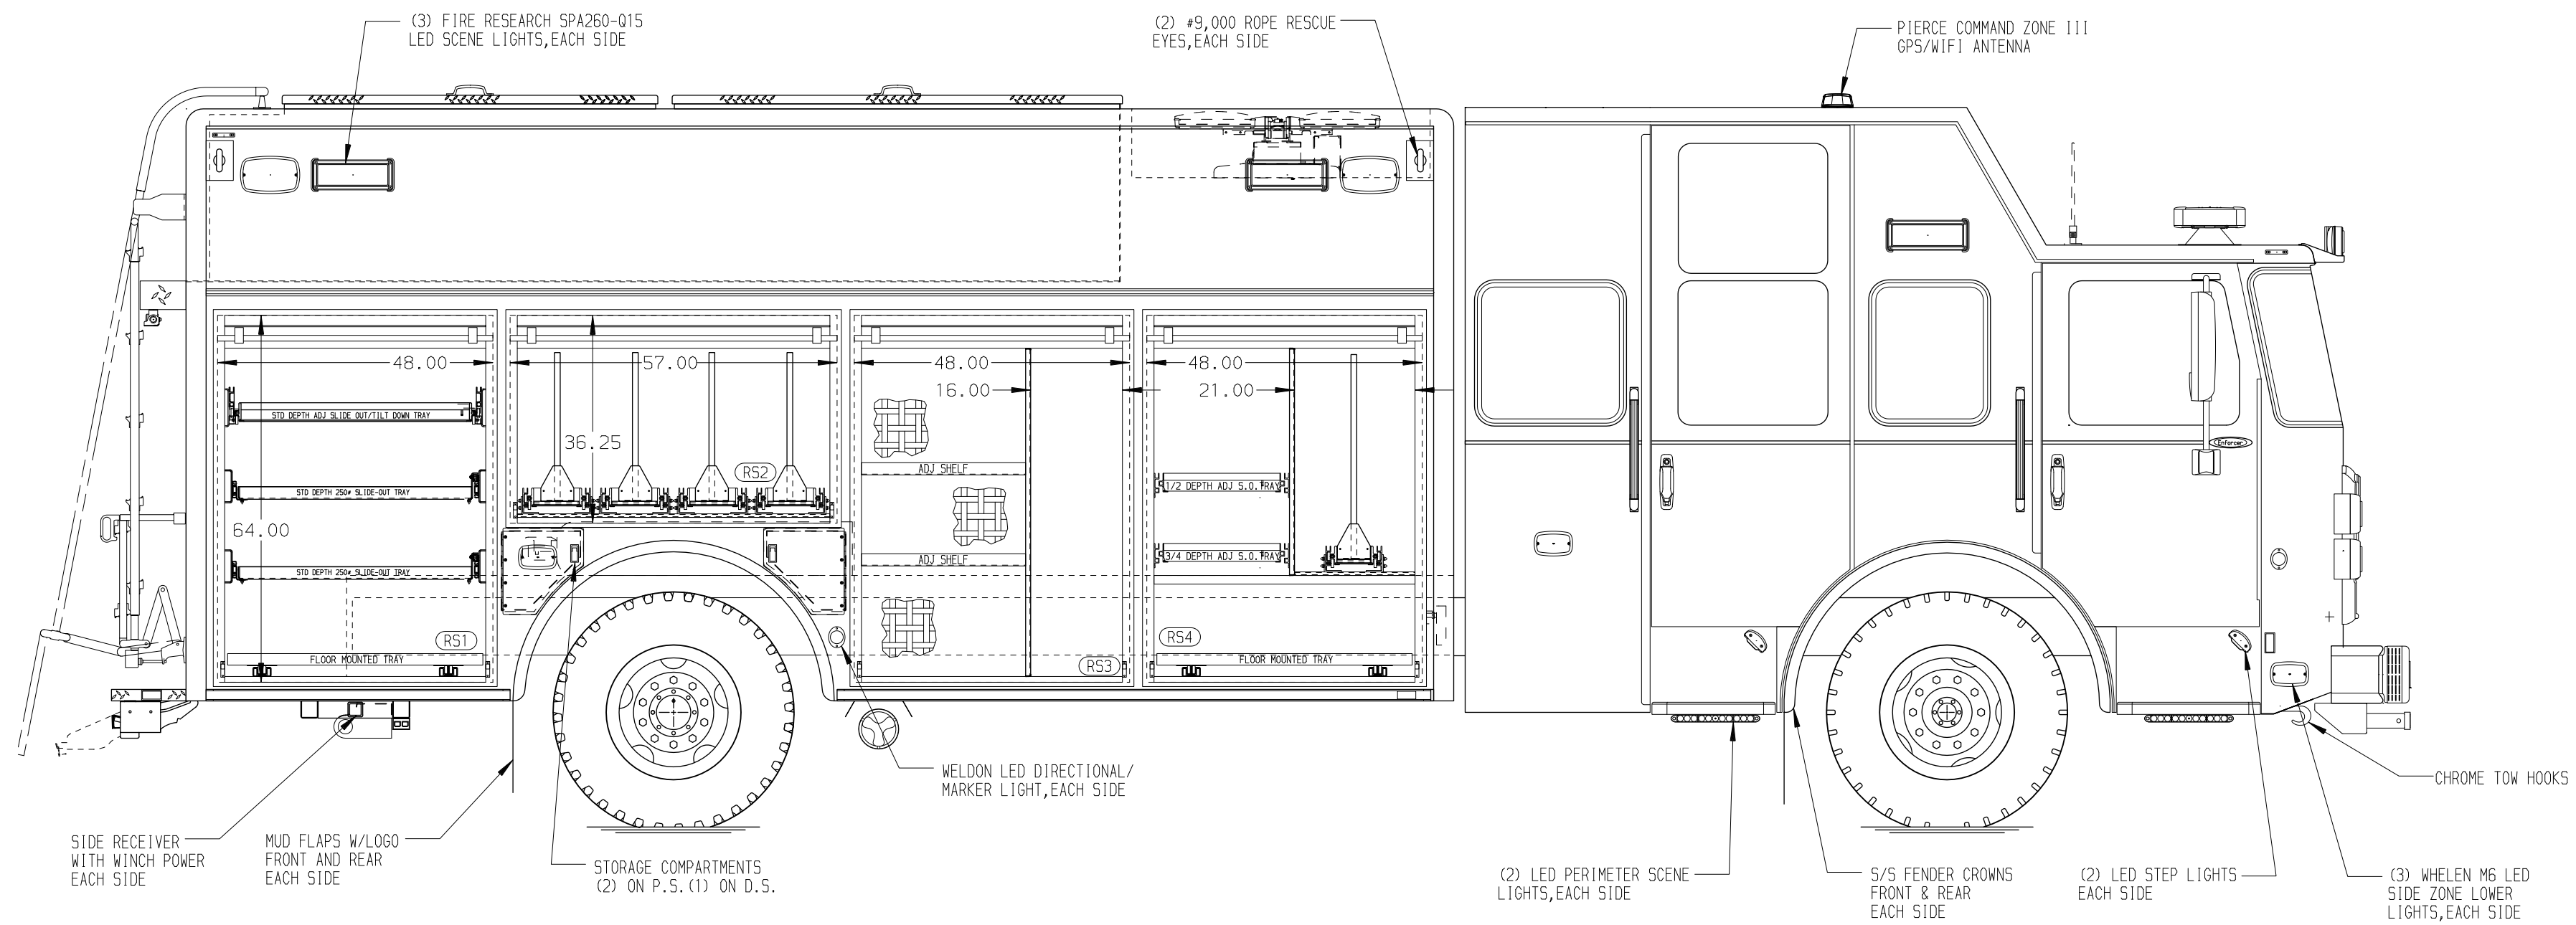 (3) FIRE RESEARCH SPA260-Q15
LED SCENE LIGHTS,EACH SIDE
(2) #9,000 ROPE RESCUE
EYES,EACH SIDE
PIERCE COMMAND ZONE III
GPS/WIFI ANTENNA
48.00
57.00
48.00
48.00
16.00
21.00
STD DEPTH ADJ SLIDE OUT/TILT DOWN TRAY
36.25
Enforcer
RS2
ADJ SHELF
1/2 DEPTH ADJ S.O.TRAY
STD DEPTH 250# SLIDE-OUT TRAY
64.00
3/4 DEPTH ADJ S.O.TRAY
ADJ SHELF
STD DEPTH 250# SLIDE-OUT TRAY
RS1
RS4
FLOOR MOUNTED TRAY
RS3
FLOOR MOUNTED TRAY
WELDON LED DIRECTIONAL/
MARKER LIGHT,EACH SIDE
CHROME TOW HOOKS
SIDE RECEIVER
WITH WINCH POWER
EACH SIDE
MUD FLAPS W/LOGO
FRONT AND REAR
EACH SIDE
STORAGE COMPARTMENTS
(2) ON P.S.(1) ON D.S.
(2) LED PERIMETER SCENE
LIGHTS,EACH SIDE
S/S FENDER CROWNS
FRONT & REAR
EACH SIDE
(2) LED STEP LIGHTS
EACH SIDE
(3) WHELEN M6 LED
SIDE ZONE LOWER
LIGHTS,EACH SIDE